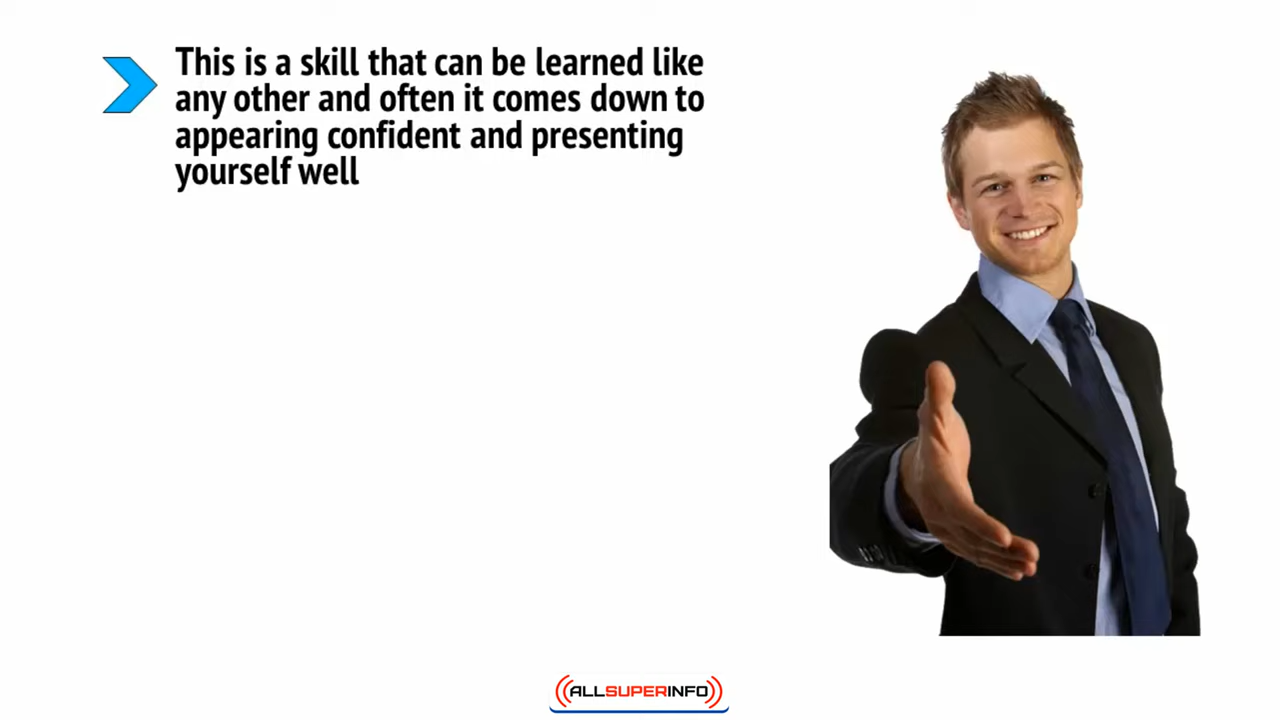 This is a skill that can be learned like
any other and often it comes down to
appearing confident and presenting
yourself well
ALLSUPERINFO